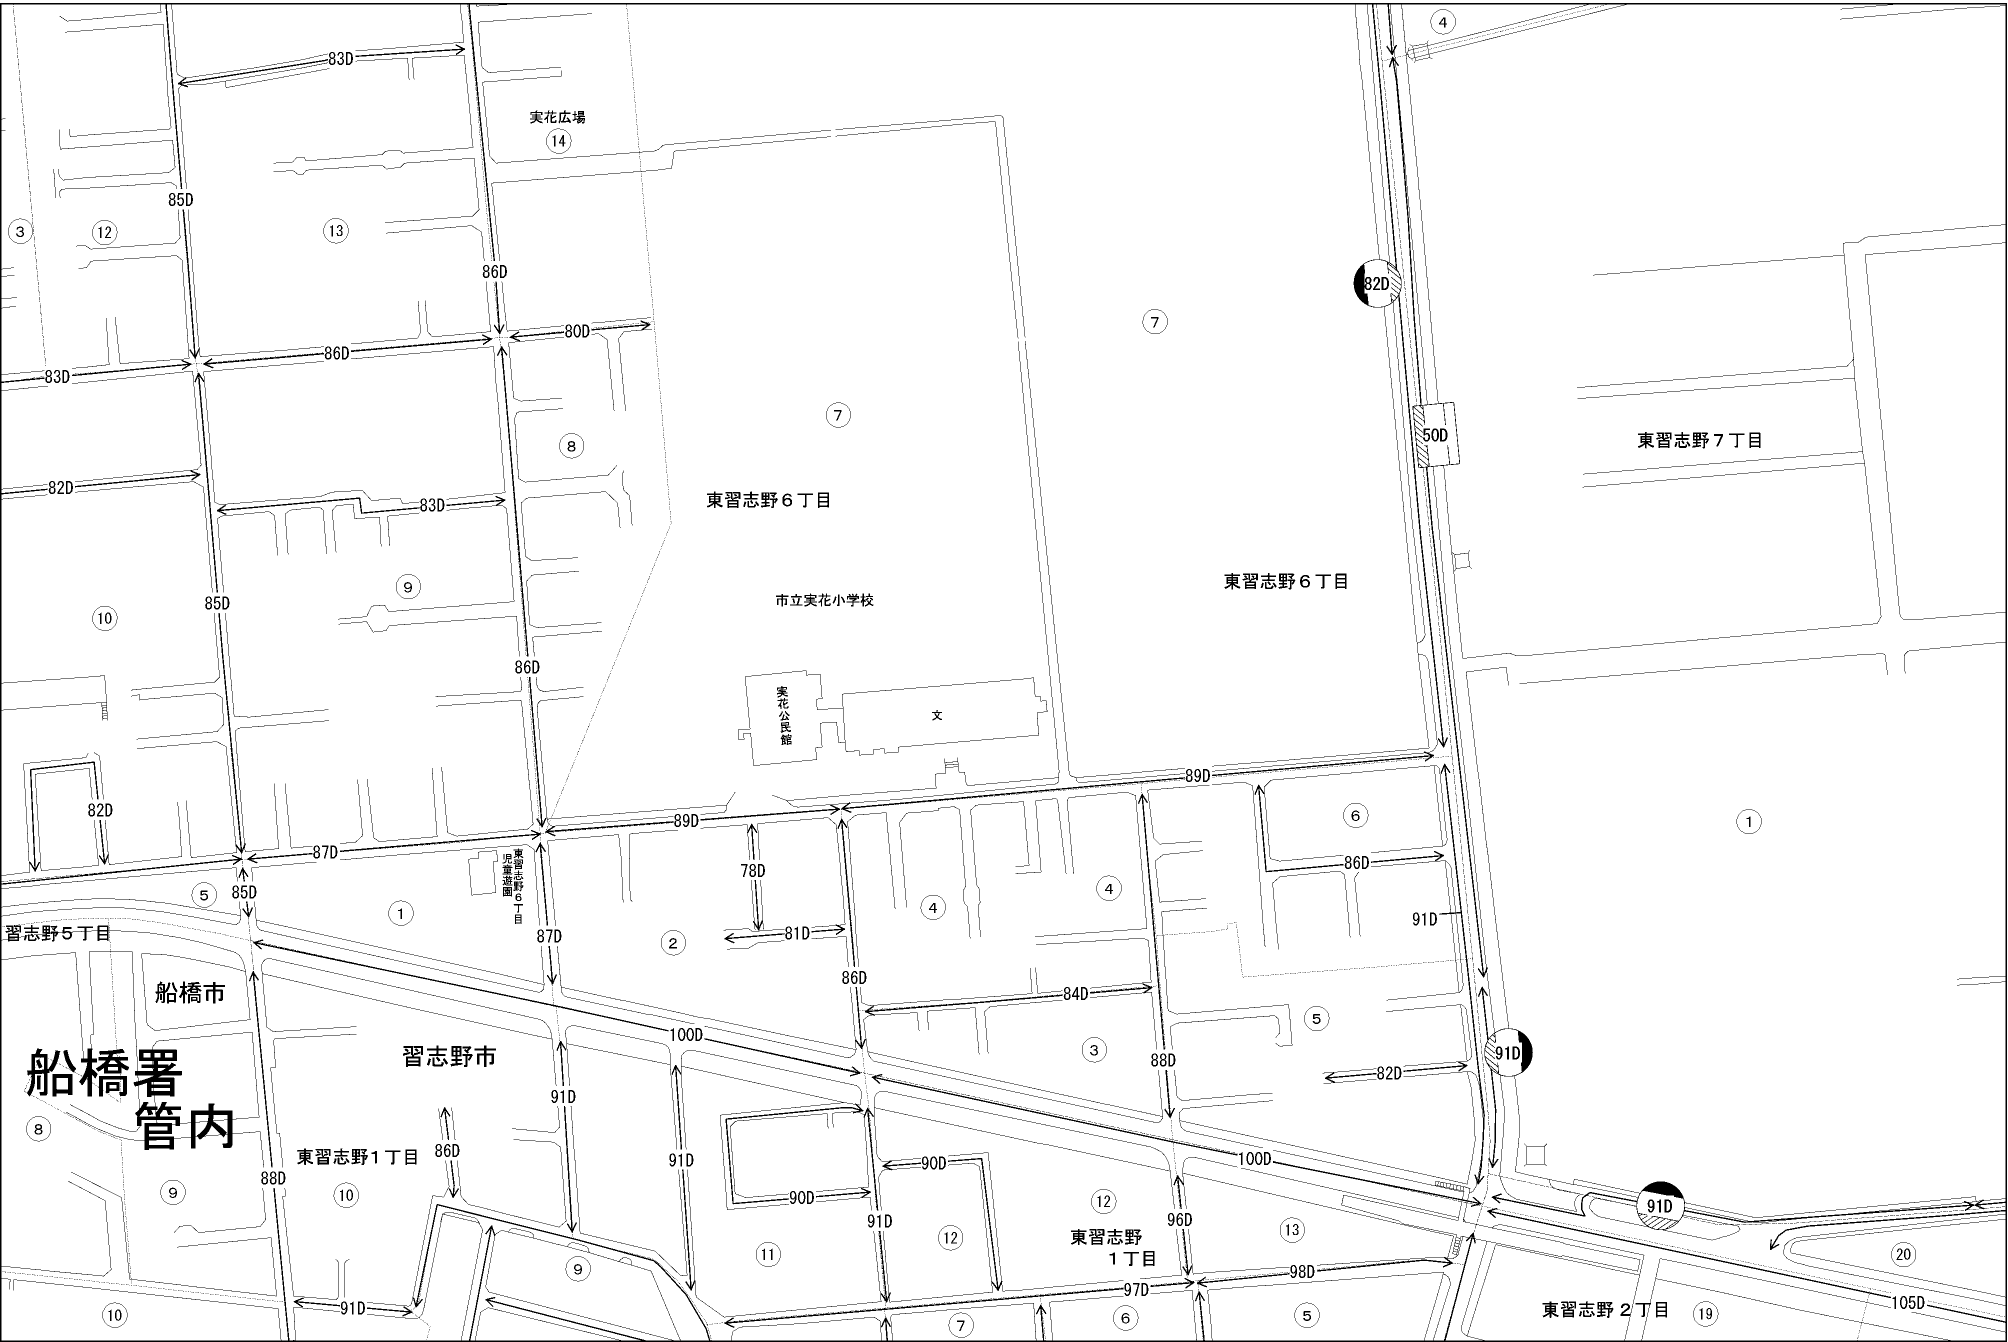 4
83D
実花広場
14
85D
3
12
13
86D
82D
7
80D
86D
83D
7
50D
東習志野７丁目
8
82D
83D
東習志野６丁目
東習志野６丁目
9
市立実花小学校
85D
10
86D
実花公民館
文
89D
82D
89D
6
1
87D
東習志野６丁目
児童遊園
78D
86D
5
85D
1
4
4
91D
習志野５丁目
87D
2
81D
86D
船橋市
84D
5
100D
3
習志野市
91D
88D
船橋署
管内
82D
91D
8
86D
東習志野１丁目
91D
90D
100D
88D
9
10
90D
12
91D
91D
96D
12
東習志野
１丁目
13
11
20
9
98D
97D
91D
10
7
6
5
東習志野２丁目
19
105D